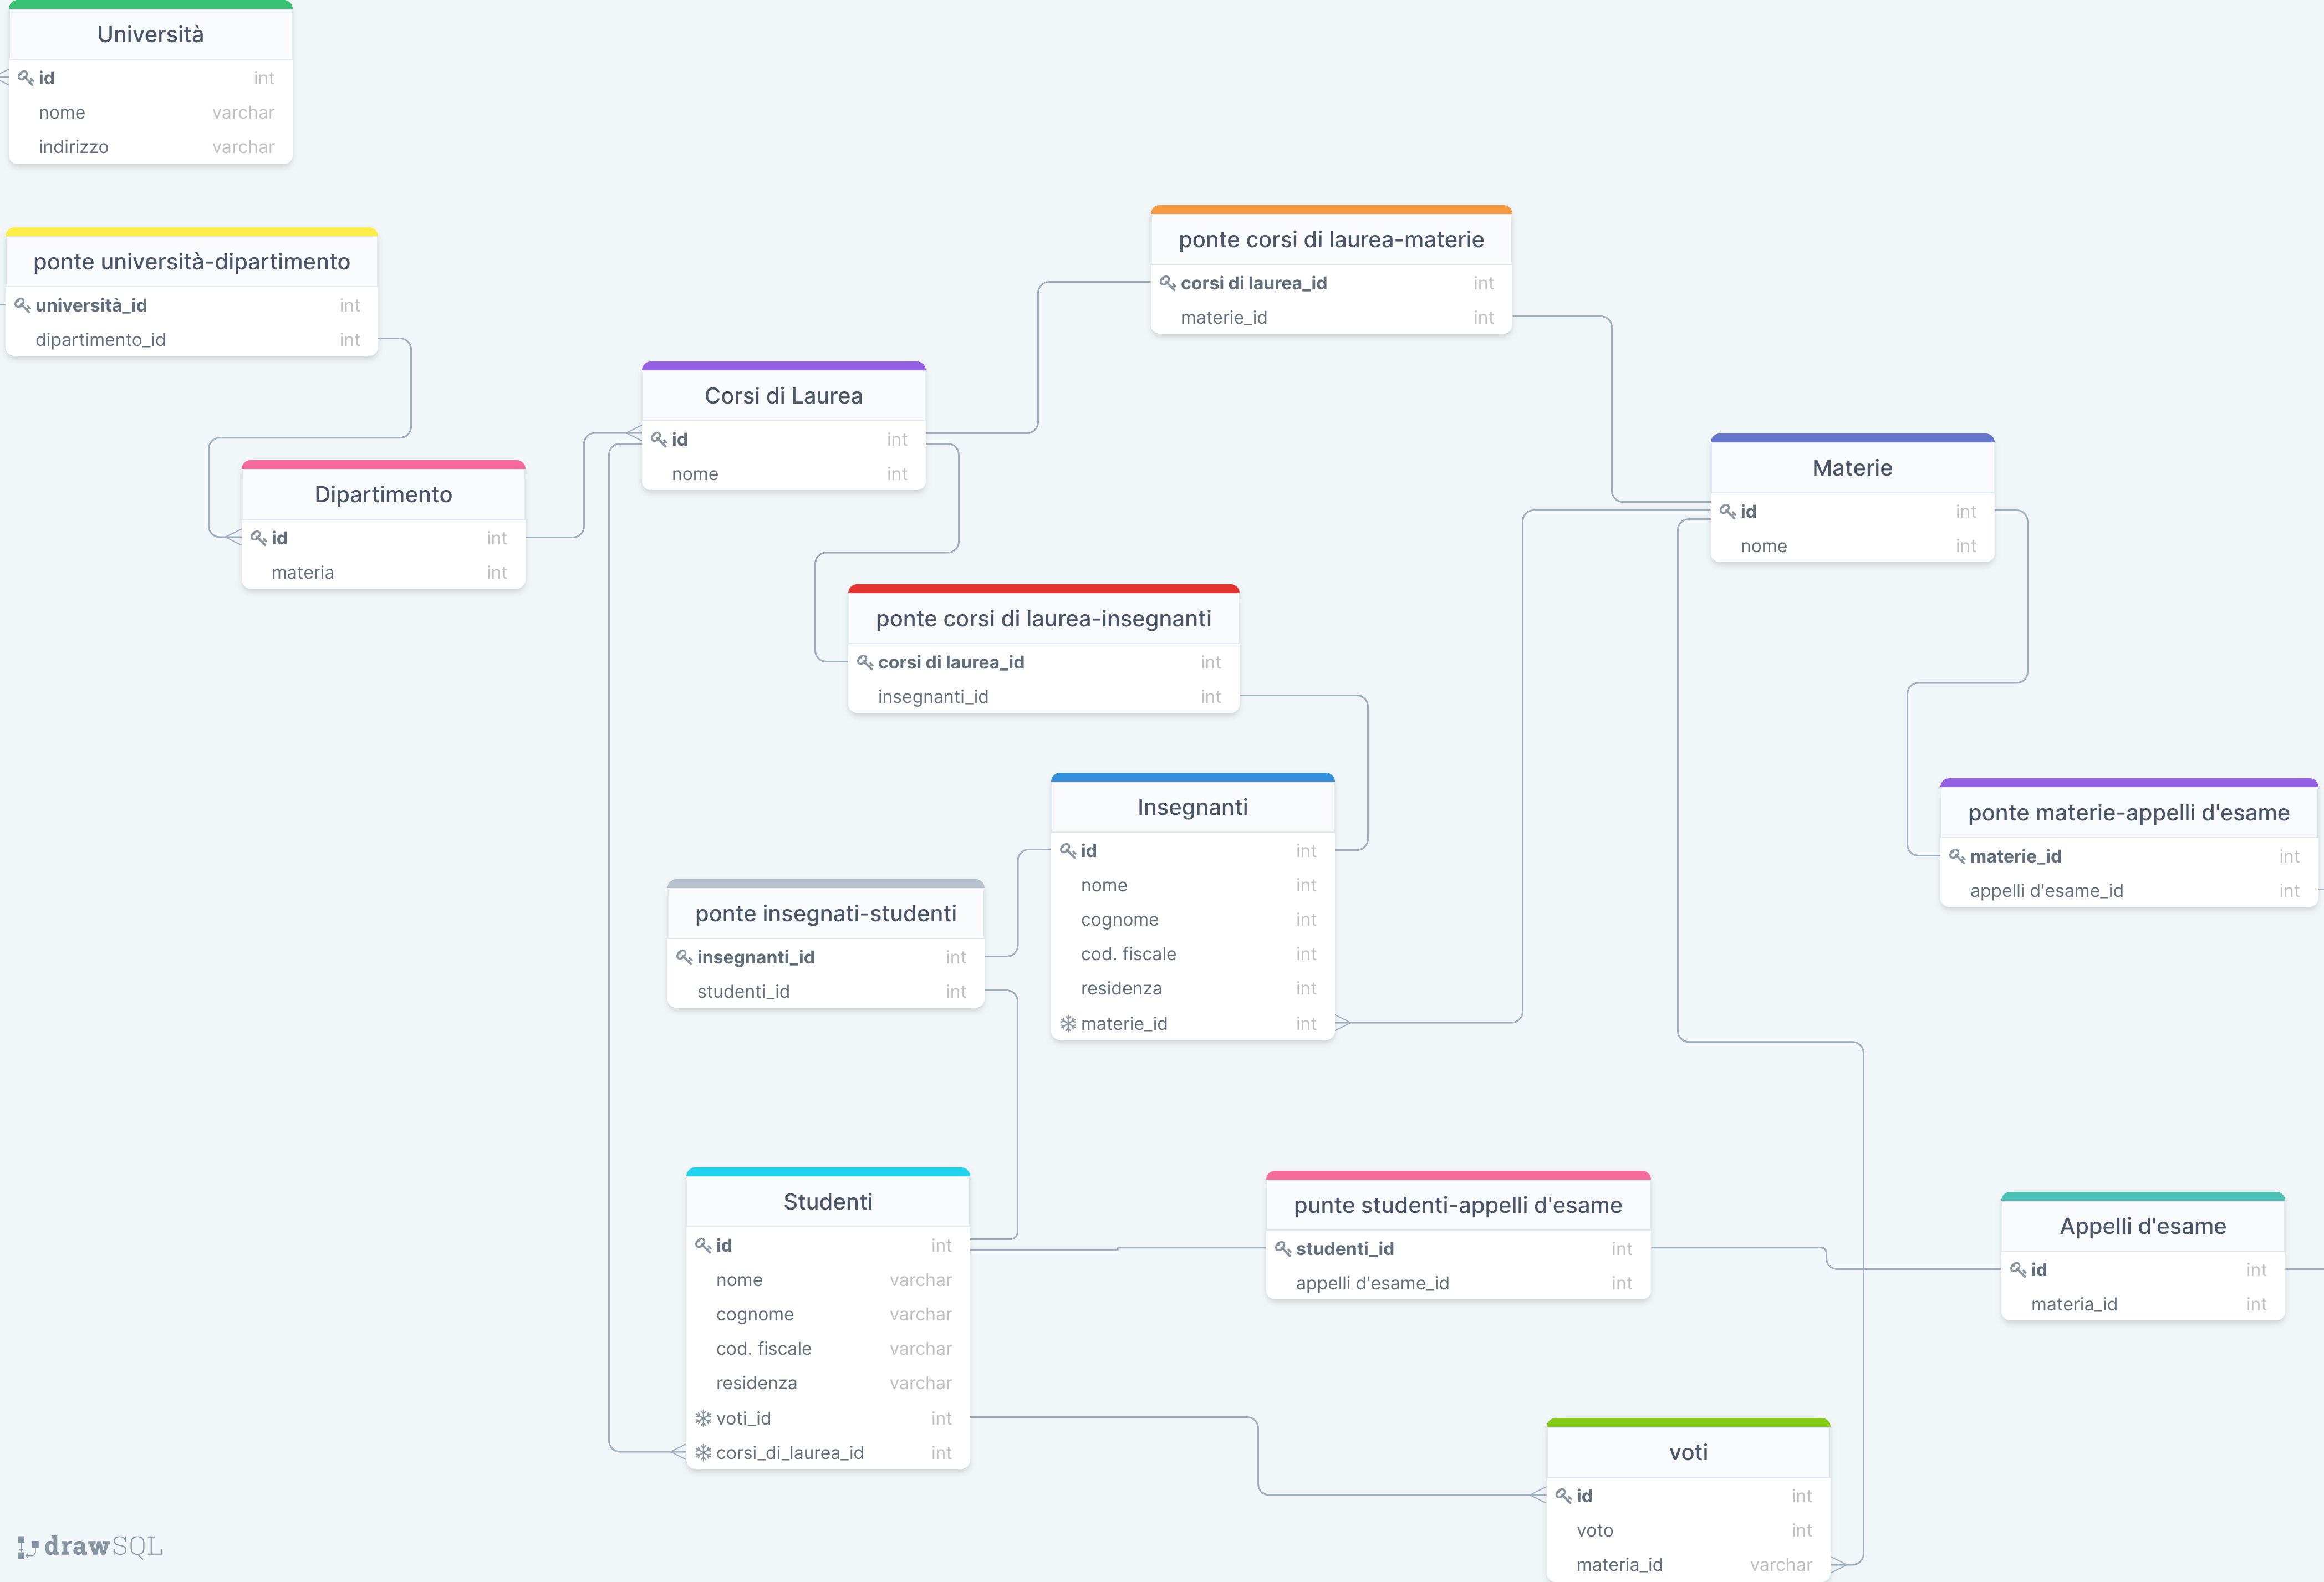 Università
id int
nome varchar
indirizzo varchar
ponte università-dipartimento
università_id int
dipartimento_id int
Dipartimento
id int
materia int
Corsi di Laurea
id int
nome int
ponte corsi di laurea-materie
corsi di laurea_id int
materie_id int
Materie
id int
nome int
ponte corsi di laurea-insegnanti
corsi di laurea_id int
insegnanti_id int
Insegnanti
id int
nome int
cognome int
cod. fiscale int
residenza int
materie_id int
ponte materie-appelli d'esame
materie_id int
appelli d'esame_id int
ponte insegnati-studenti
insegnanti_id int
studenti_id int
Studenti
id int
nome varchar
cognome varchar
cod. fiscale varchar
residenza varchar
voti_id int
corsi_di_laurea_id int
punte studenti-appelli d'esame
studenti_id int
appelli d'esame_id int
Appelli d'esame
id int
materia_id int
voti
id int
voto int
materia_id varchar
drawSQL